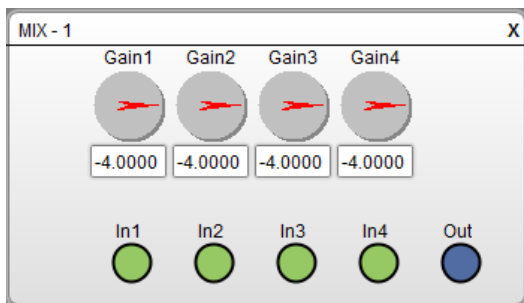 MIX - 1 X
Gain1 Gain2 Gain3 Gain4
-4.0000 -4.0000 -4.0000 -4.0000
In1 In2 In3 In4 Out